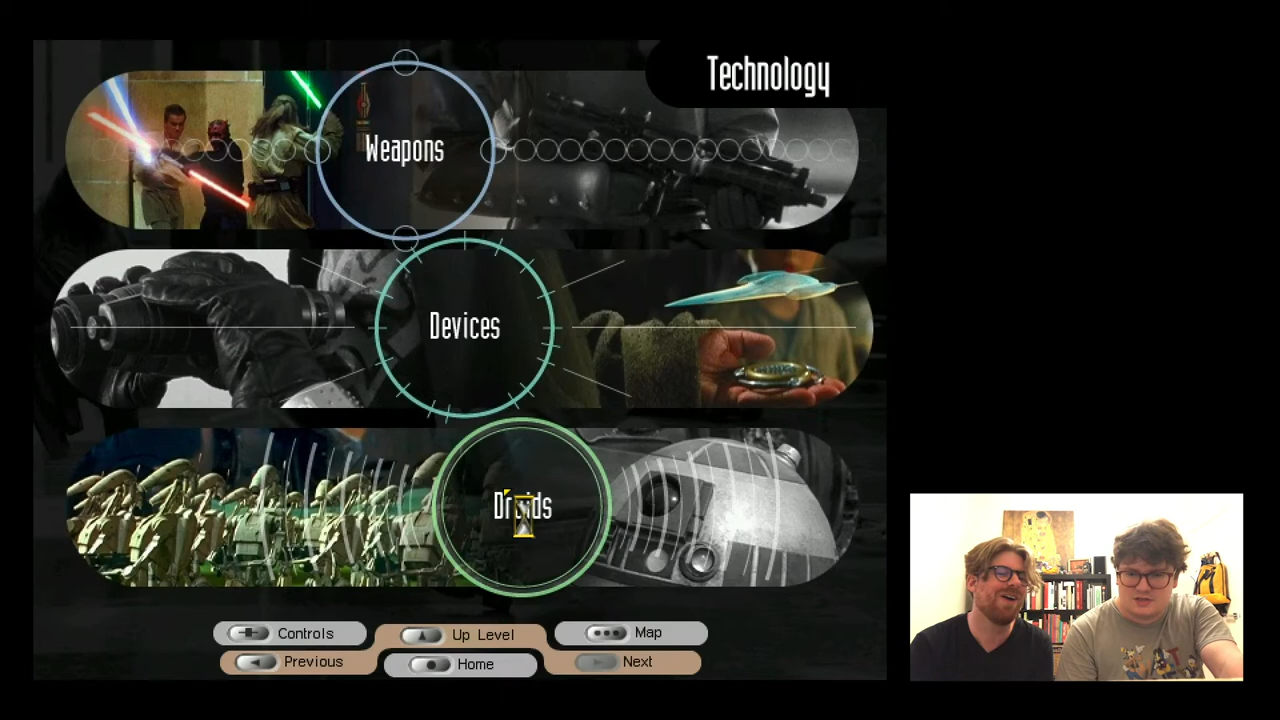 Technology
Weapons
Devices
Droids
Controls
Up Level
Map
Previous
Home
Next